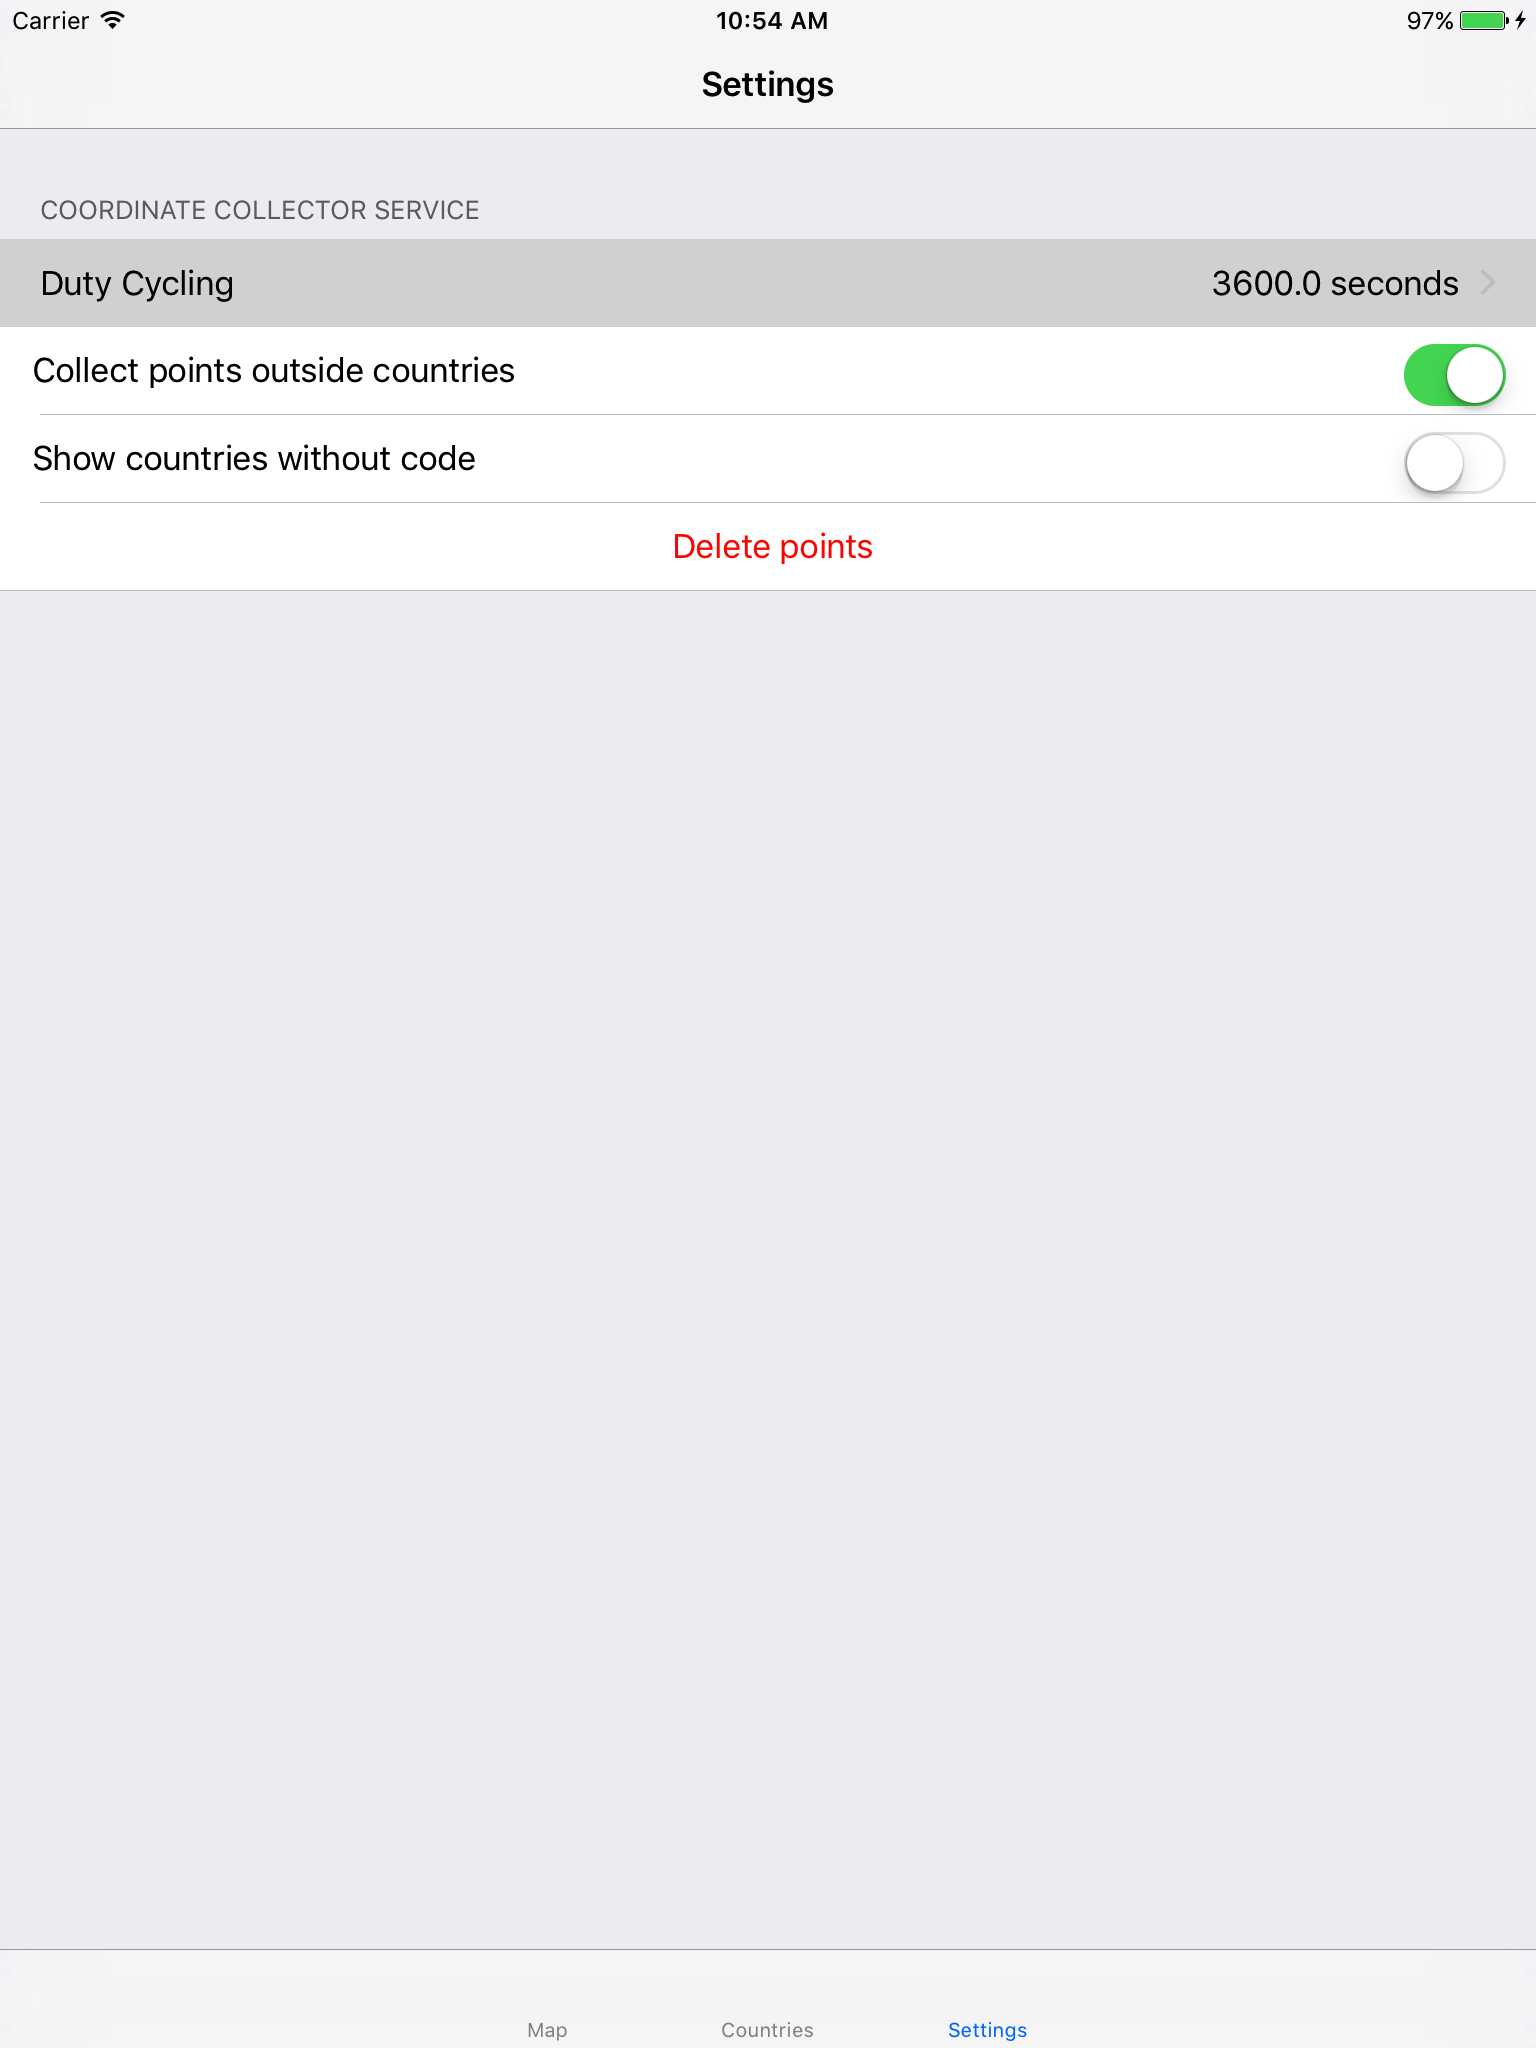 Carrier 10:54 AM 97%
Settings
COORDINATE COLLECTOR SERVICE
Duty Cycling 3600.0 seconds
Collect points outside countries
Show countries without code
Delete points
Map Countries Settings